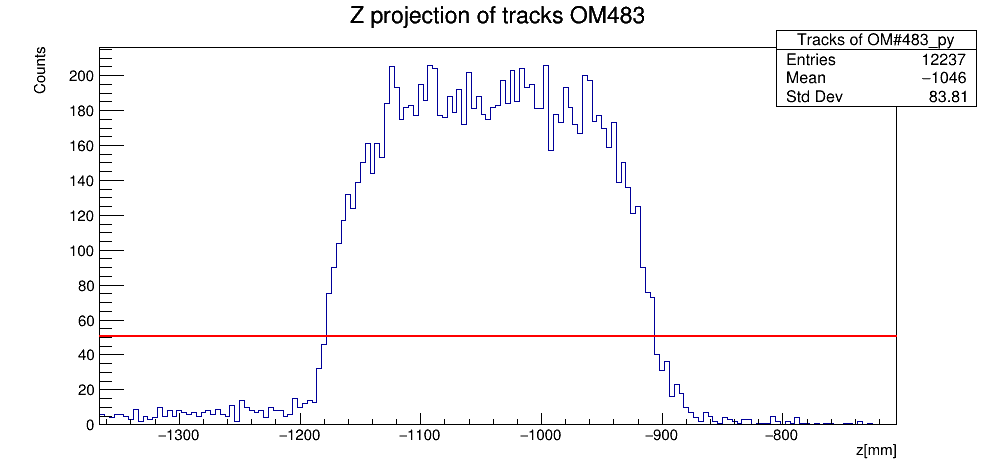 Z projection of tracks OM483
Tracks of OM#483_py
Entries 12237
Mean −1046
Std Dev 83.81
Counts
200
180
160
140
120
100
80
60
40
20
0
−1300 −1200 −1100 −1000 −900 −800
z[mm]